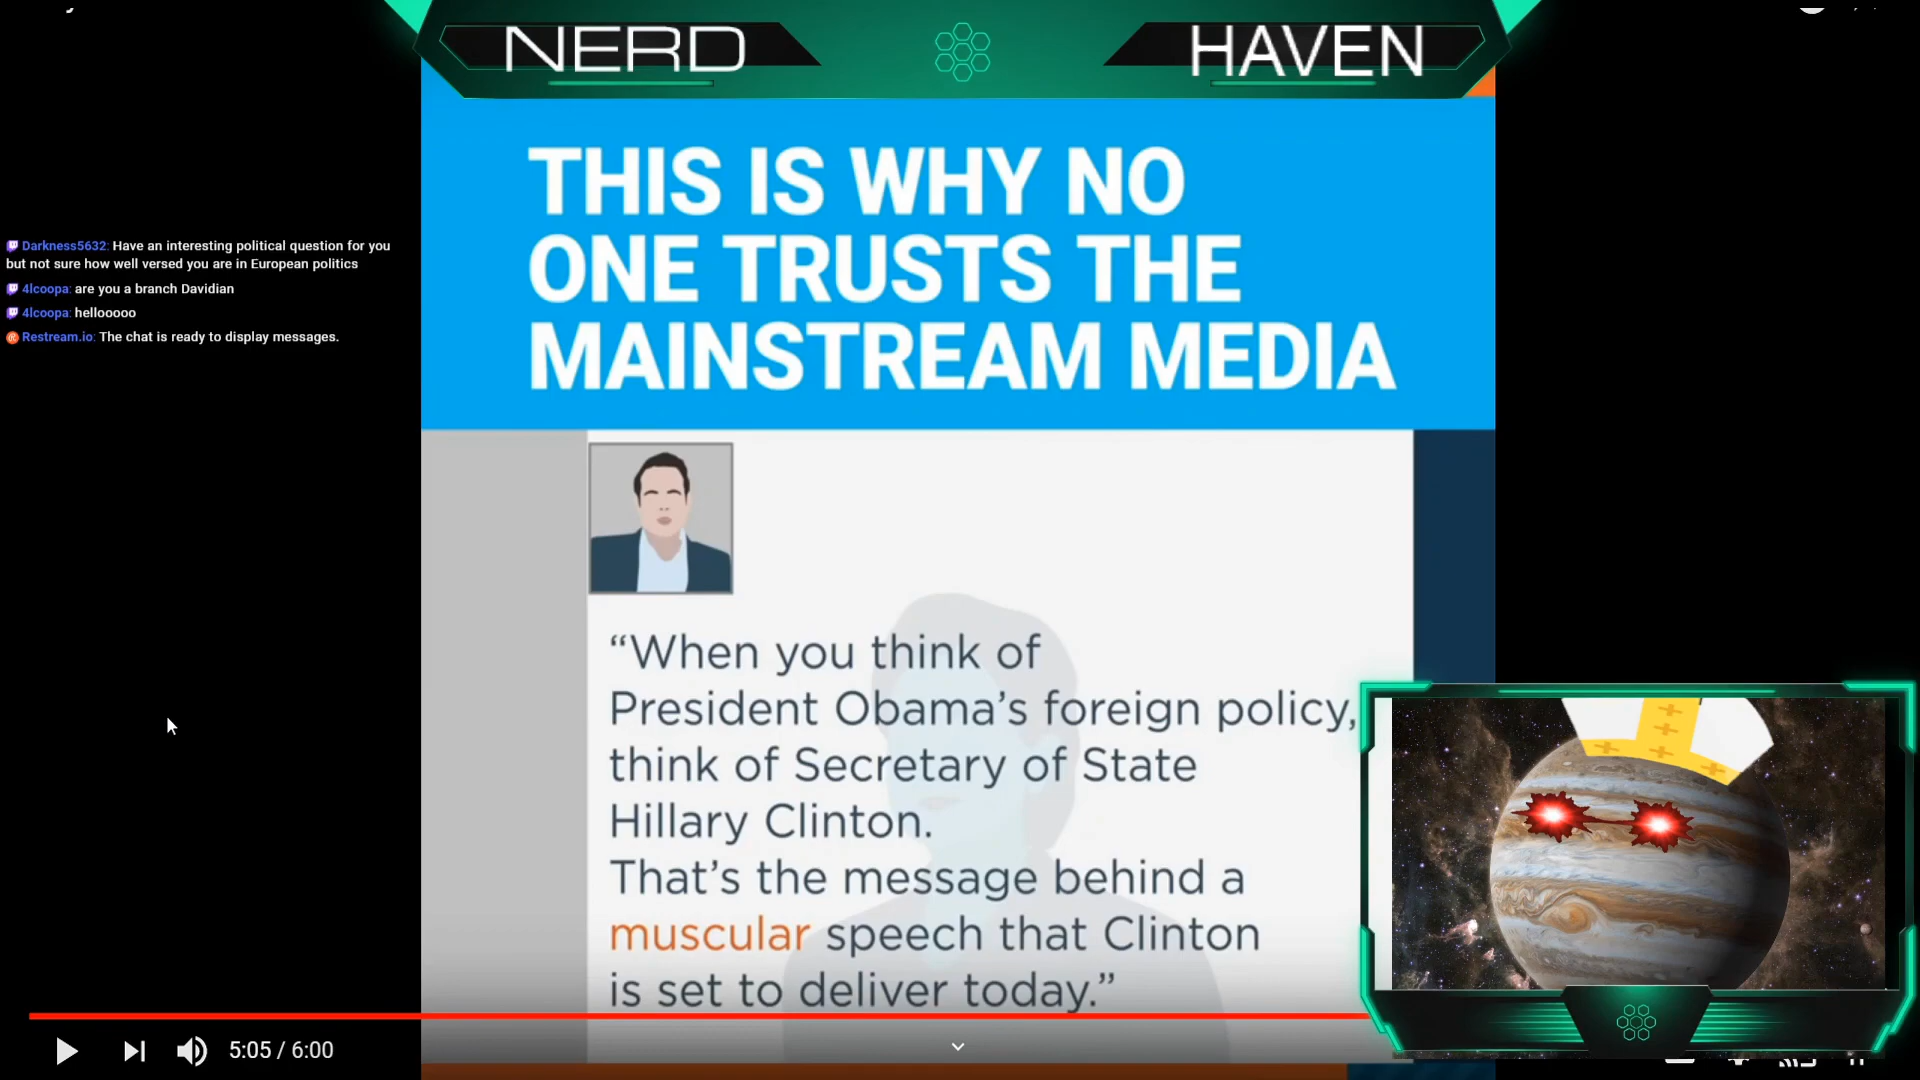 NERD
HAVEN
THIS IS WHY NO
ONE TRUSTS THE
MAINSTREAM MEDIA
Darkness5632: Have an interesting political question for you
but not sure how well versed you are in European politics
4lcoopa: are you a branch Davidian
4lcoopa: hellooooo
Restream.io: The chat is ready to display messages.
“When you think of
President Obama’s foreign policy,
think of Secretary of State
Hillary Clinton.
That’s the message behind a
muscular speech that Clinton
is set to deliver today.”
5:05 / 6:00